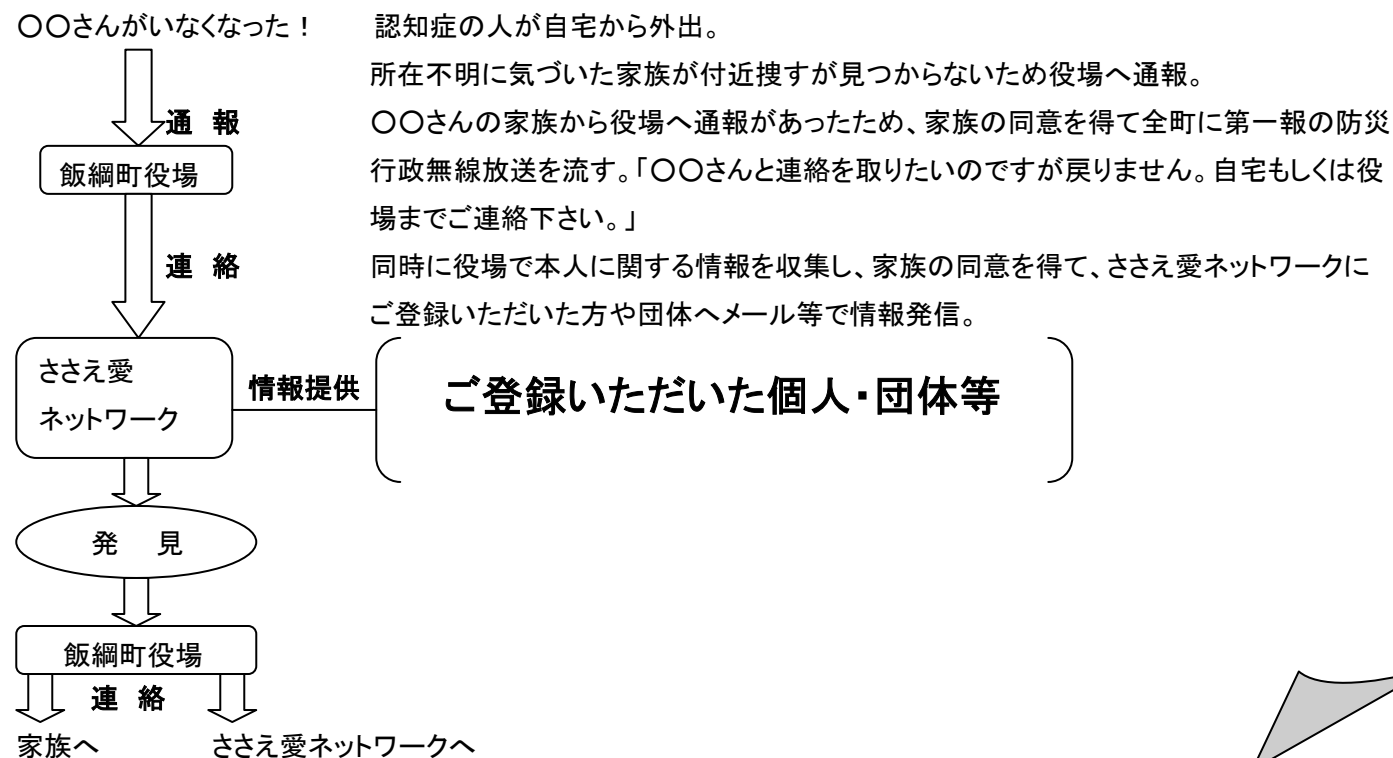 〇〇さんがいなくなった！　認知症の人が自宅から外出。
所在不明に気づいた家族が付近捜すが見つからないため役場へ通報。
通 報
〇〇さんの家族から役場へ通報があったため、家族の同意を得て全町に第一報の防災
飯綱町役場
行政無線放送を流す。「〇〇さんと連絡を取りたいのですが戻りません。自宅もしくは役
場までご連絡下さい。」
連 絡
同時に役場で本人に関する情報を収集し、家族の同意を得て、ささえ愛ネットワークに
ご登録いただいた方や団体へメール等で情報発信。
ささえ愛
ネットワーク
情報提供
ご登録いただいた個人・団体等
発 見
飯綱町役場
連 絡
家族へ　ささえ愛ネットワークへ